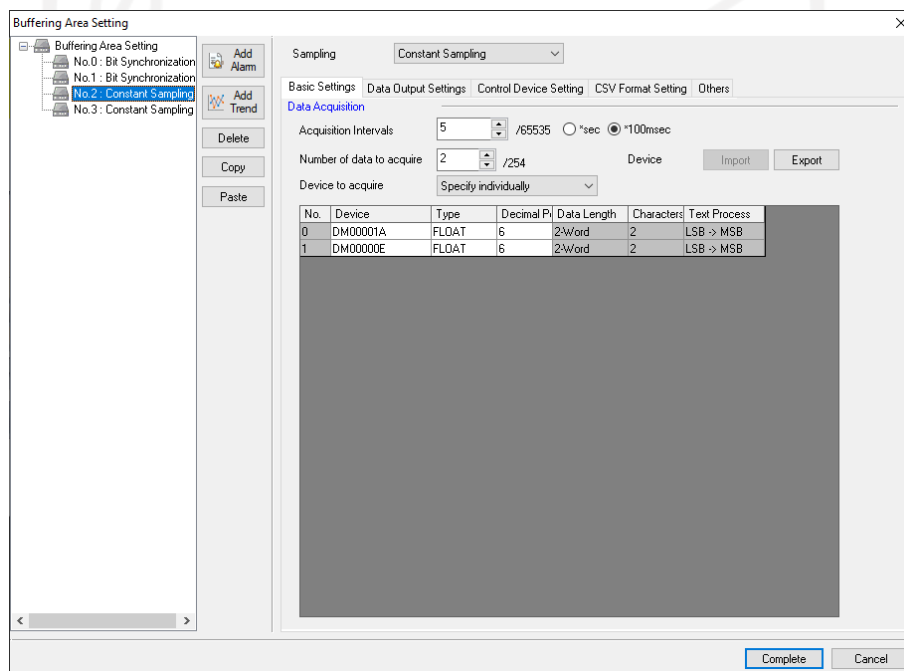 Buffering Area Setting
Buffering Area Setting
No.0 : Bit Synchronization
No.1 : Bit Synchronization
No.2 : Constant Sampling
No.3 : Constant Sampling
Add Alarm
Add Trend
Delete
Copy
Paste
Sampling Constant Sampling
Basic Settings Data Output Settings Control Device Setting CSV Format Setting Others
Data Acquisition
Acquisition Intervals 5 /65535 *sec *100msec
Number of data to acquire 2 /254 Device Import Export
Device to acquire Specify individually
No. Device Type Decimal P Data Length Characters Text Process
0 DM00001A FLOAT 6 2-Word 2 LSB -> MSB
1 DM00000E FLOAT 6 2-Word 2 LSB -> MSB
Complete Cancel